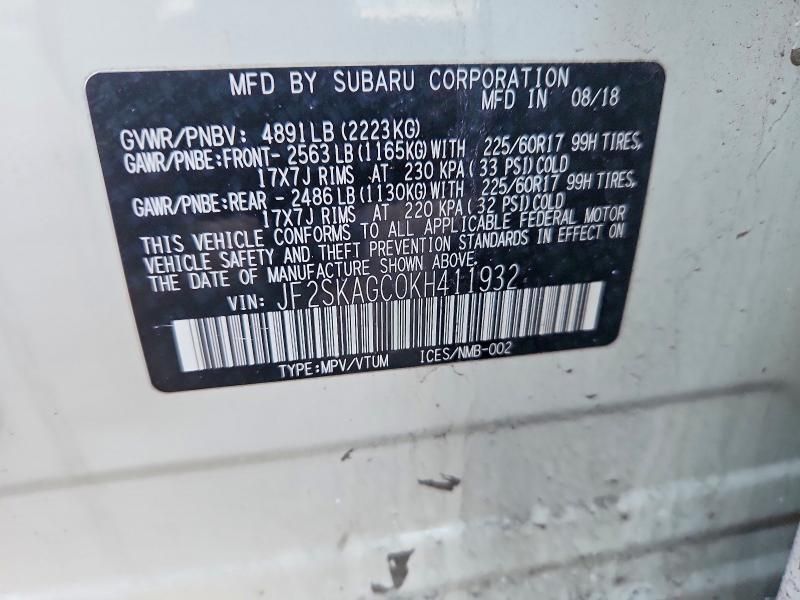 MFD BY SUBARU CORPORATION
MFD IN 08/18
GVWR/PNBV: 4891LB (2223KG)
GAWR/PNBE:FRONT- 2563LB (1165KG) WITH 225/60R17 99H TIRES,
17X7J RIMS AT 230 KPA (33 PSI) COLD
GAWR/PNBE:REAR - 2486LB (1130KG) WITH 225/60R17 99H TIRES,
17X7J RIMS AT 220 KPA (32 PSI) COLD
THIS VEHICLE CONFORMS TO ALL APPLICABLE FEDERAL MOTOR
VEHICLE SAFETY AND THEFT PREVENTION STANDARDS IN EFFECT ON
THE DATE OF MANUFACTURE SHOWN ABOVE.
VIN: JF2SKAGC0KH411932
TYPE:MPV/VTUM ICES/NMB-002